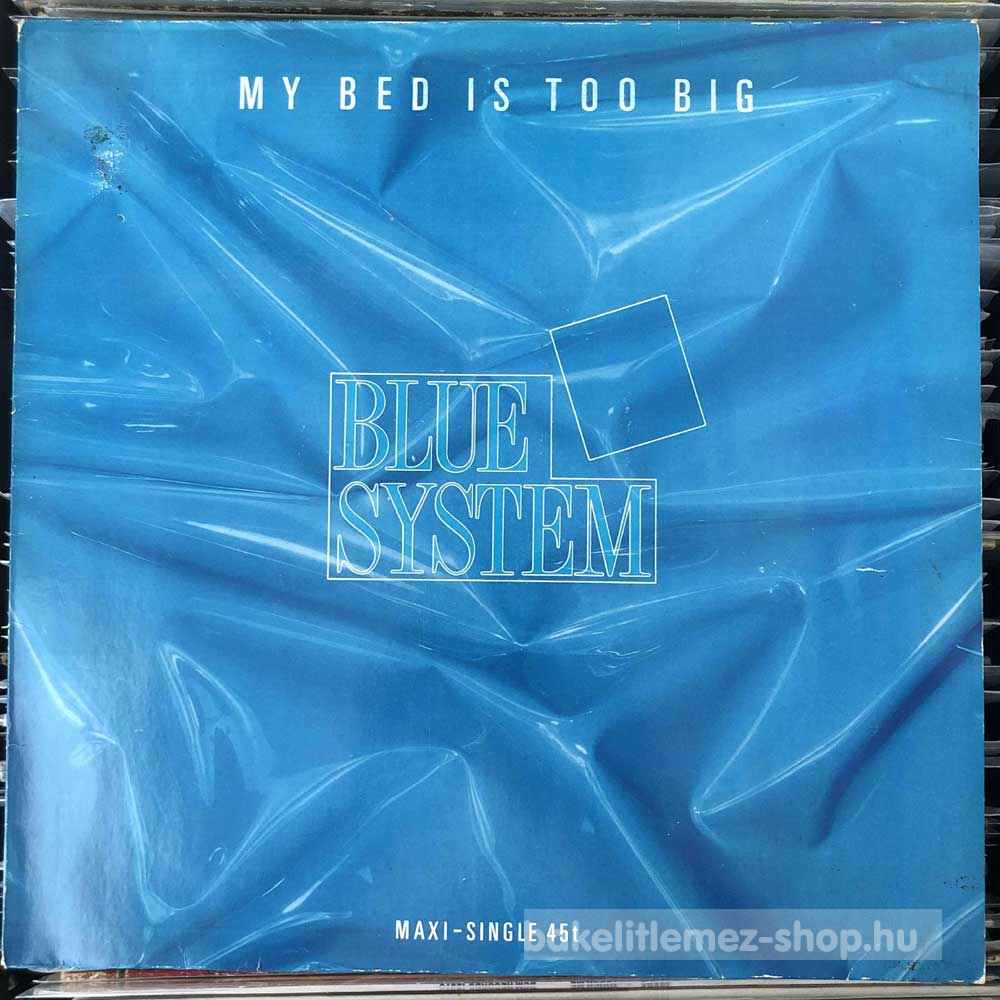 MY BED IS TOO BIG
BLUE
SYSTEM
MAXI-SINGLE 45t
bakelitlemez-shop.hu